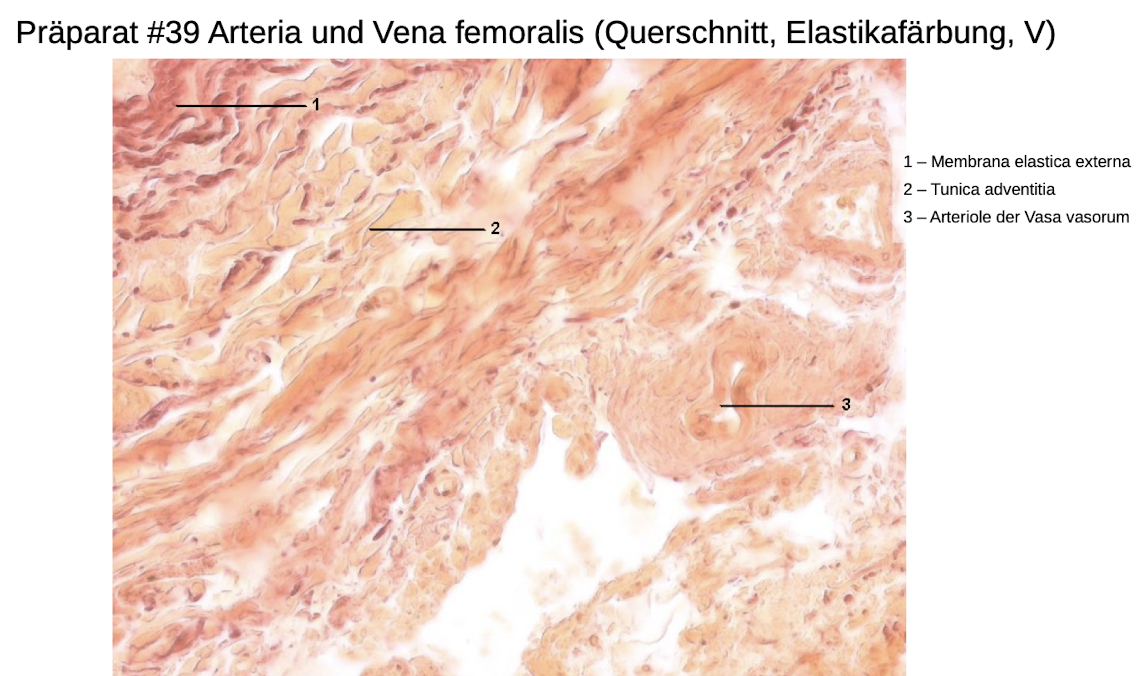 Präparat #39 Arteria und Vena femoralis (Querschnitt, Elastikafärbung, V)
1
1 – Membrana elastica externa
2 – Tunica adventitia
3 – Arteriole der Vasa vasorum
2
3